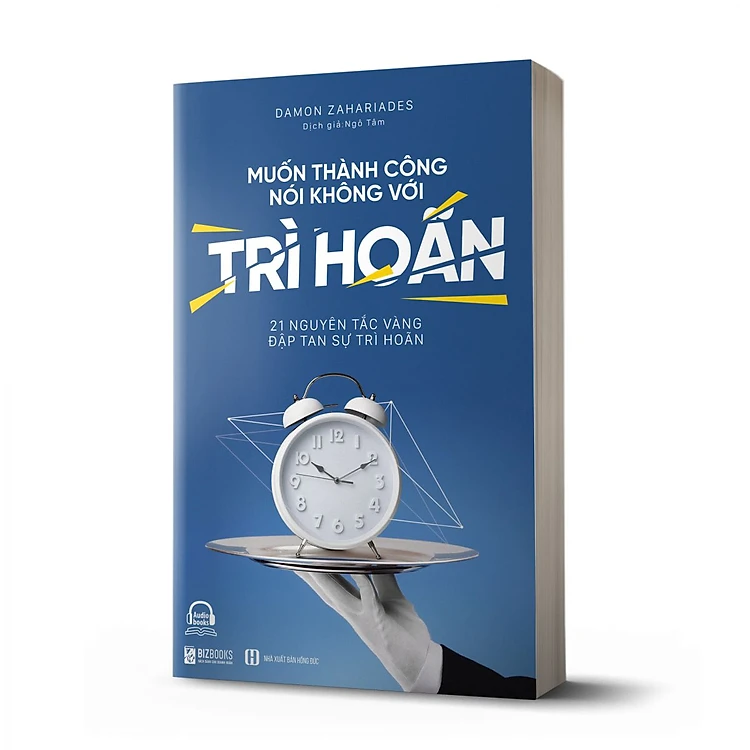 DAMON ZAHARIADES
Dịch giả:Ngô Tâm
MUỐN THÀNH CÔNG
NÓI KHÔNG VỚI
TRÌ HOÃN
21 NGUYÊN TẮC VÀNG
ĐẬP TAN SỰ TRÌ HOÃN
12
1
2
3
4
5
6
7
8
9
10
11
Audio
books
BIZBOOKS
NHÀ XUẤT BẢN HỒNG ĐỨC